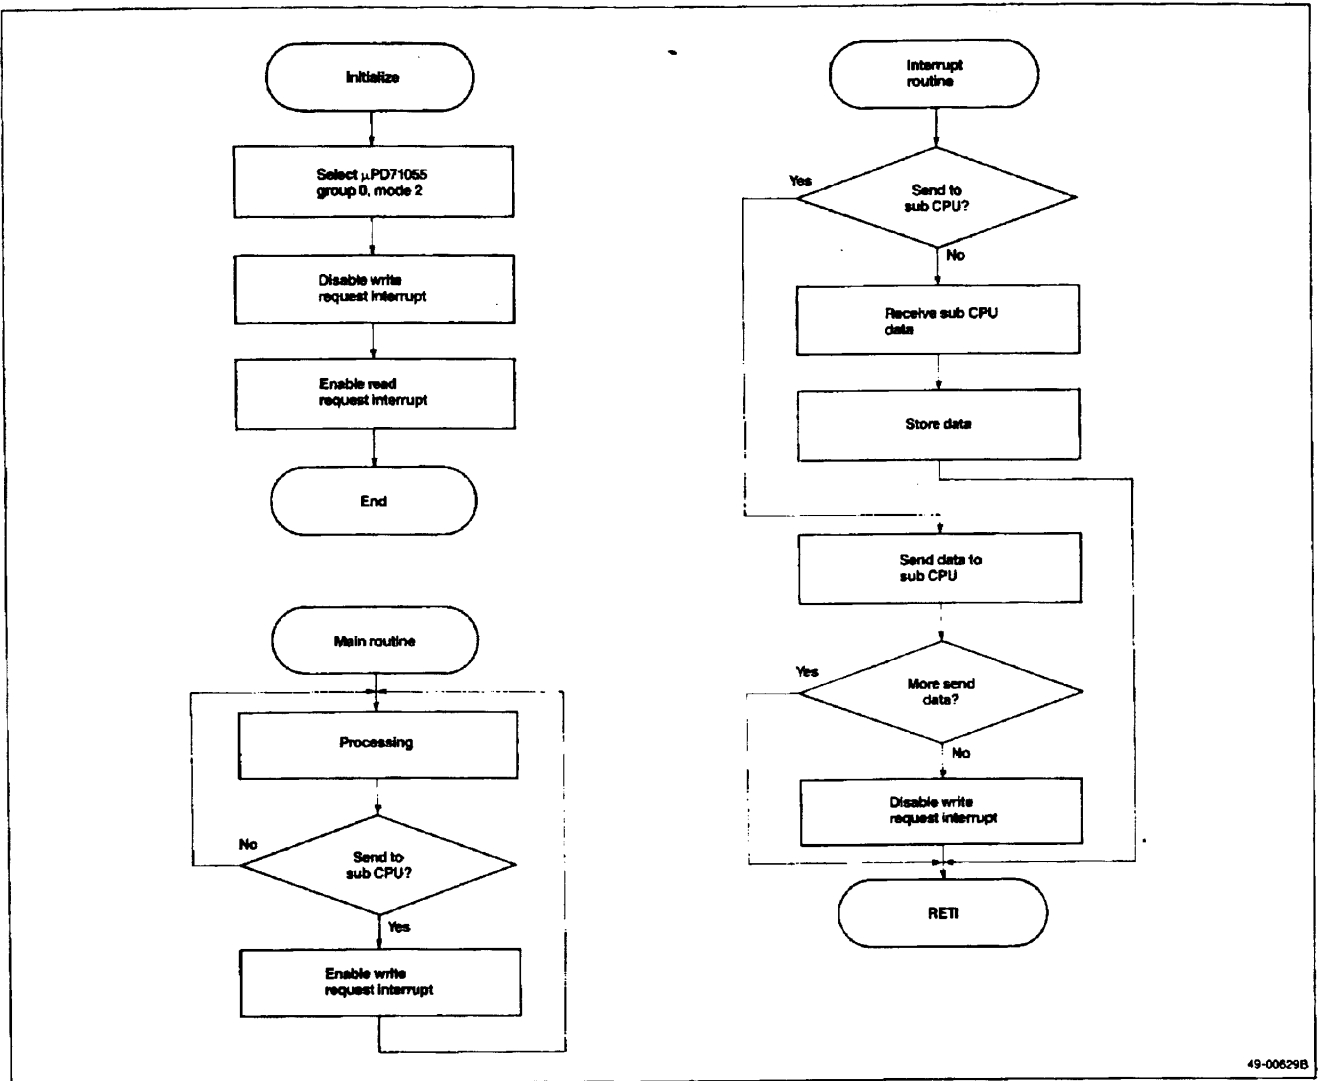 Initialize
Select µPD71055
group 0, mode 2
Disable write
request interrupt
Enable read
request interrupt
End
Main routine
Processing
No
Send to
sub CPU?
Yes
Enable write
request interrupt
Interrupt
routine
Yes
Send to
sub CPU?
No
Receive sub CPU
data
Store data
Send data to
sub CPU
Yes
More send
data?
No
Disable write
request interrupt
RETI
49-00629B